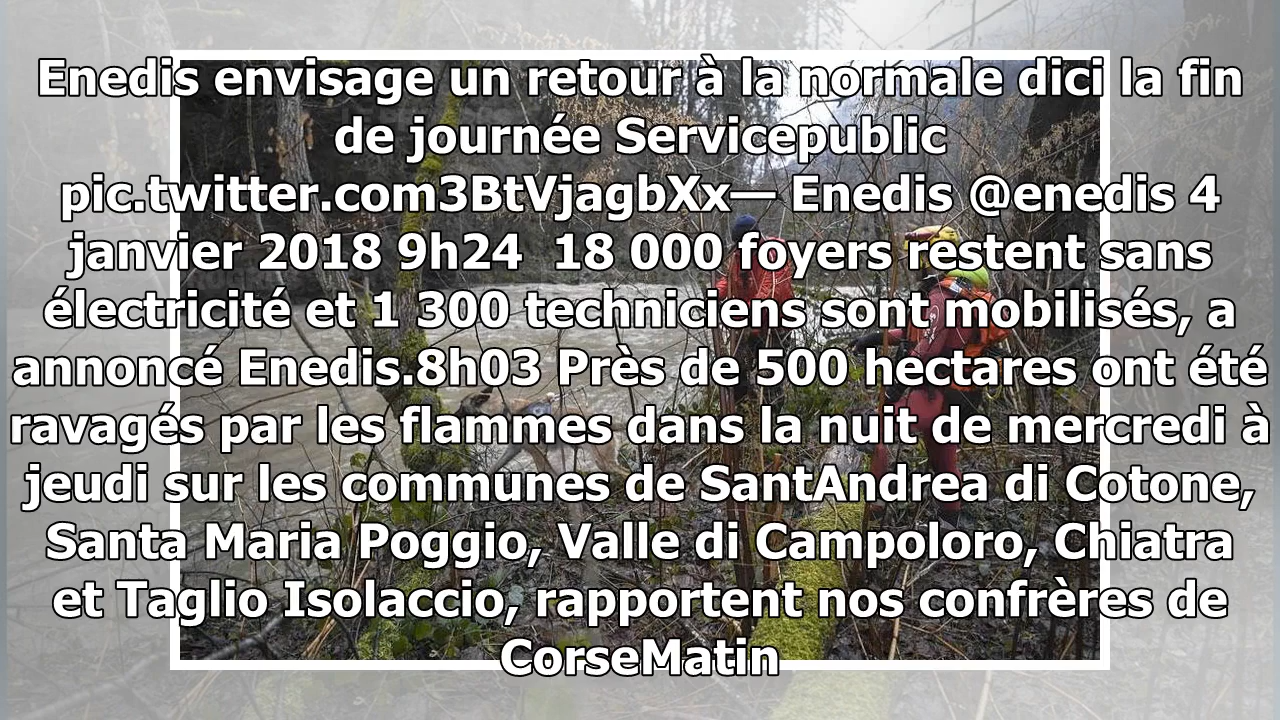 Enedis envisage un retour à la normale dici la fin
de journée Servicepublic
pic.twitter.com3BtVjagbXx— Enedis @enedis 4
janvier 2018 9h24  18 000 foyers restent sans
électricité et 1 300 techniciens sont mobilisés, a
annoncé Enedis.8h03 Près de 500 hectares ont été
ravagés par les flammes dans la nuit de mercredi à
jeudi sur les communes de SantAndrea di Cotone,
Santa Maria Poggio, Valle di Campoloro, Chiatra
et Taglio Isolaccio, rapportent nos confrères de
CorseMatin